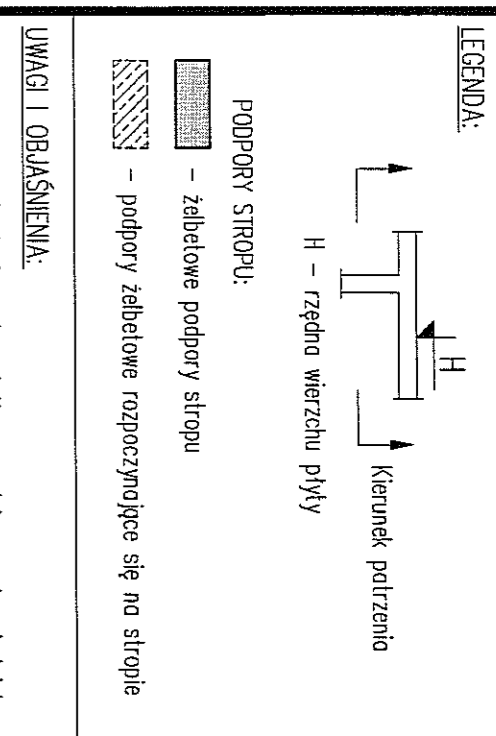 LEGENDA:
H
Kierunek patrzenia
H – rzędna wierzchu płyty
PODPORY STROPU:
– żelbetowe podpory stropu
– podpory żelbetowe rozpoczynające się na stropie
UWAGI I OBJAŚNIENIA: